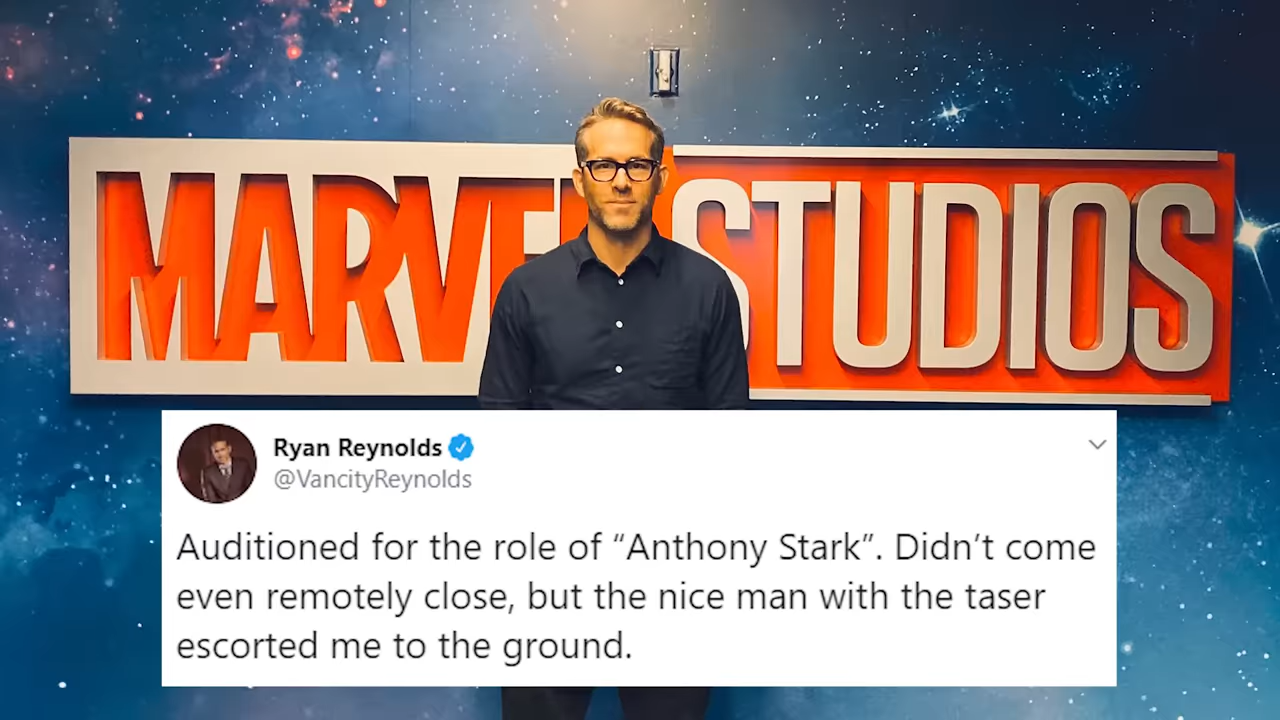 MARVEL STUDIOS
Ryan Reynolds
@VancityReynolds
Auditioned for the role of “Anthony Stark”. Didn’t come
even remotely close, but the nice man with the taser
escorted me to the ground.